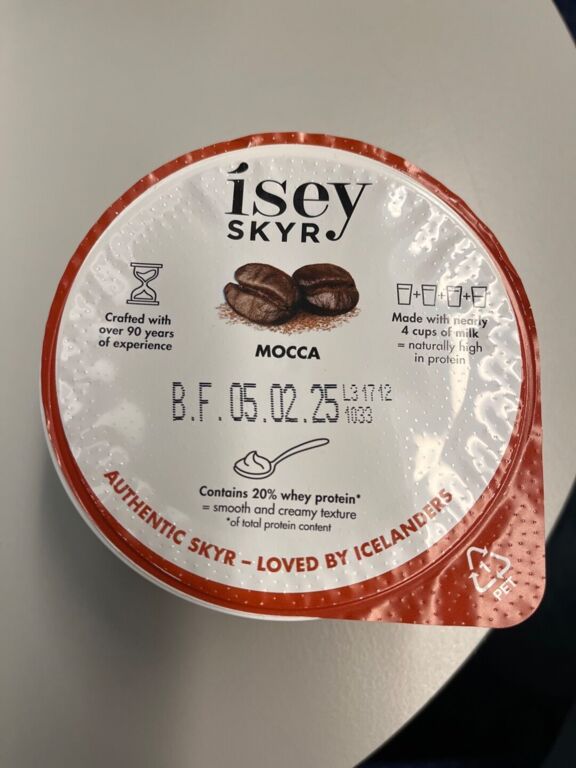 ísey
SKYR
Crafted with
over 90 years
of experience
Made with nearly
4 cups of milk
= naturally high
in protein
MOCCA
B.F. 05.02.25
L3 17 12
1033
Contains 20% whey protein*
= smooth and creamy texture
*of total protein content
AUTHENTIC SKYR – LOVED BY ICELANDERS
1
PET